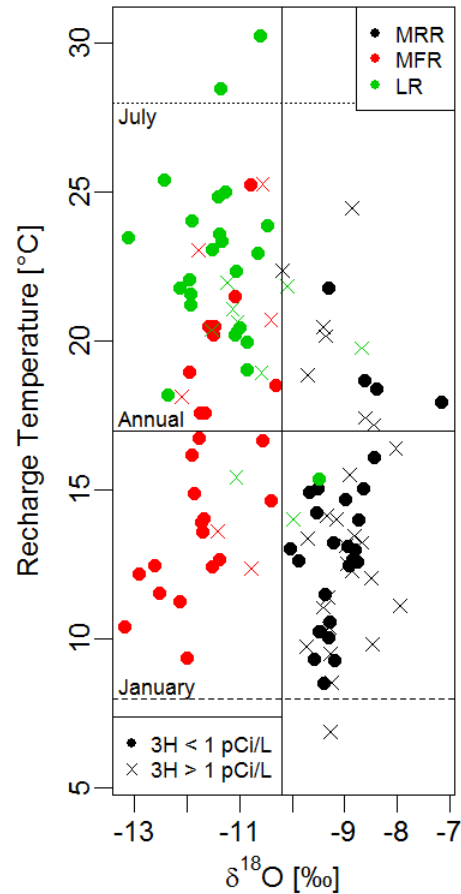 MRR
MFR
LR
July
Annual
January
3H < 1 pCi/L
3H > 1 pCi/L
30
25
20
15
10
5
Recharge Temperature [°C]
-13 -11 -9 -8 -7
δ18O [‰]